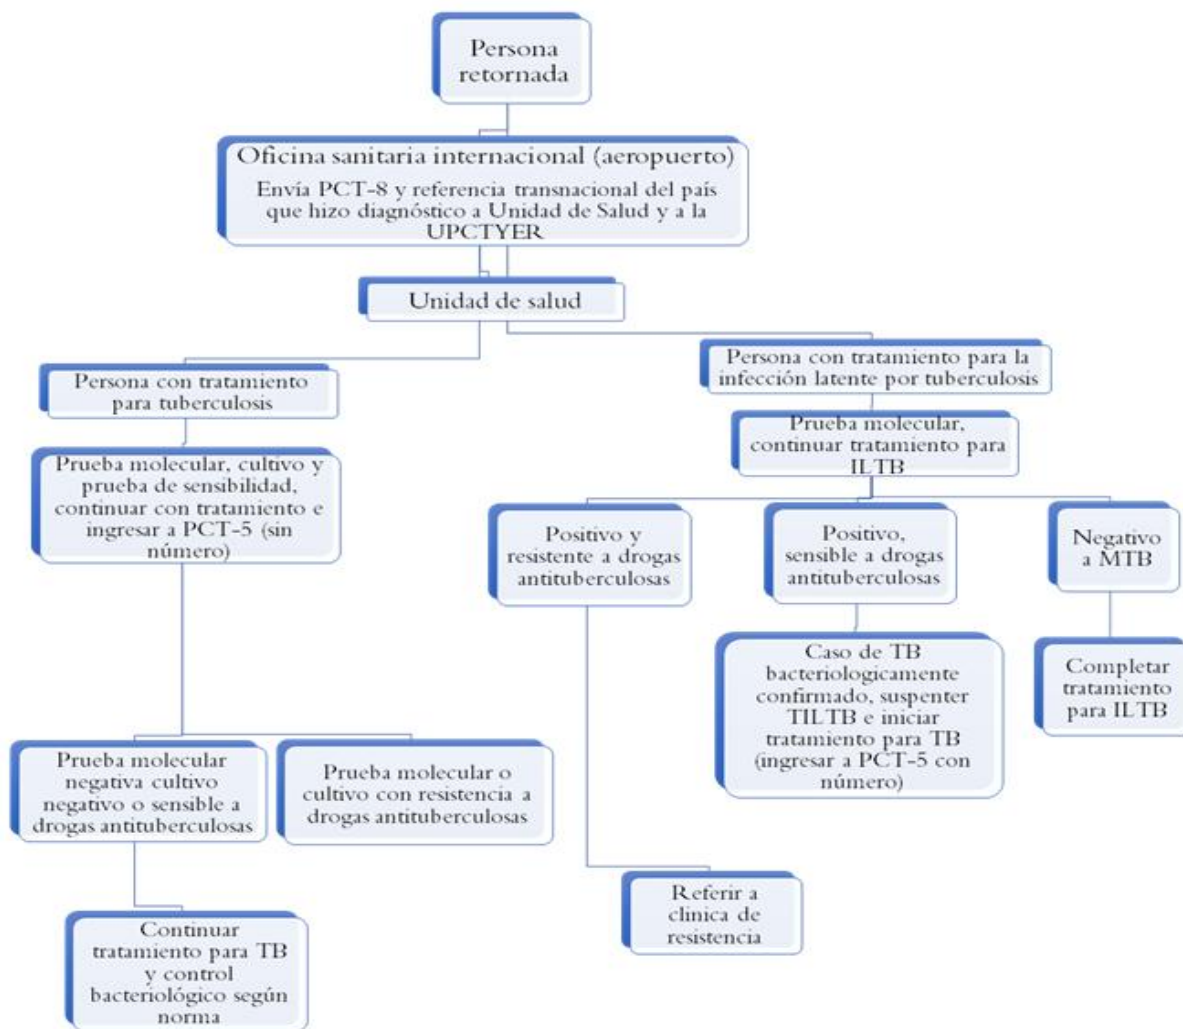 Persona
retornada
Oficina sanitaria internacional (aeropuerto)
Envía PCT-8 y referencia transnacional del país
que hizo diagnóstico a Unidad de Salud y a la
UPCTYER
Unidad de salud
Persona con tratamiento
para tuberculosis
Persona con tratamiento para la
infección latente por tuberculosis
Prueba molecular, cultivo y
prueba de sensibilidad,
continuar con tratamiento e
ingresar a PCT-5 (sin
número)
Prueba molecular,
continuar tratamiento para
ILTB
Positivo y
resistente a drogas
antituberculosas
Positivo,
sensible a drogas
antituberculosas
Negativo
a MTB
Caso de TB
bacteriologicamente
confirmado, suspenter
TILTB e iniciar
tratamiento para TB
(ingresar a PCT-5 con
número)
Completar
tratamiento
para ILTB
Prueba molecular
negativa cultivo
negativo o sensible a
drogas antituberculosas
Prueba molecular o
cultivo con resistencia a
drogas antituberculosas
Referir a
clinica de
resistencia
Continuar
tratamiento para TB
y control
bacteriológico según
norma